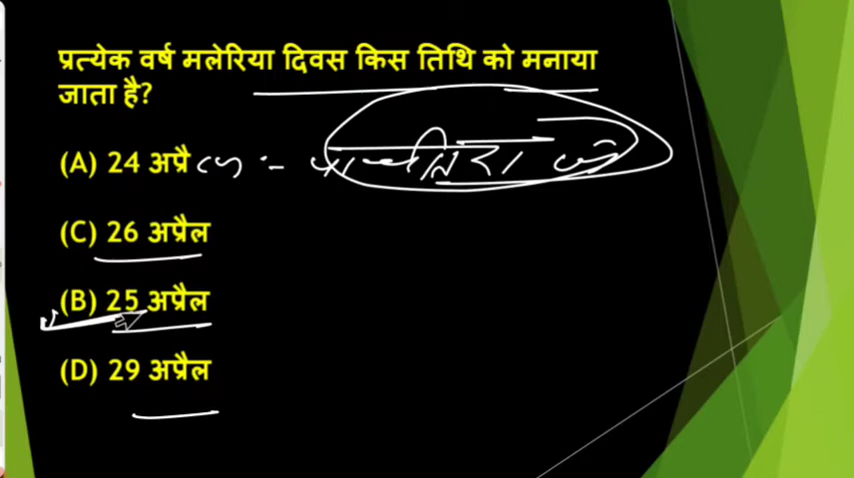 प्रत्येक वर्ष मलेरिया दिवस किस तिथि को मनाया
जाता है?
(A) 24 अप्रै
(C) 26 अप्रैल
(B) 25 अप्रैल
(D) 29 अप्रैल